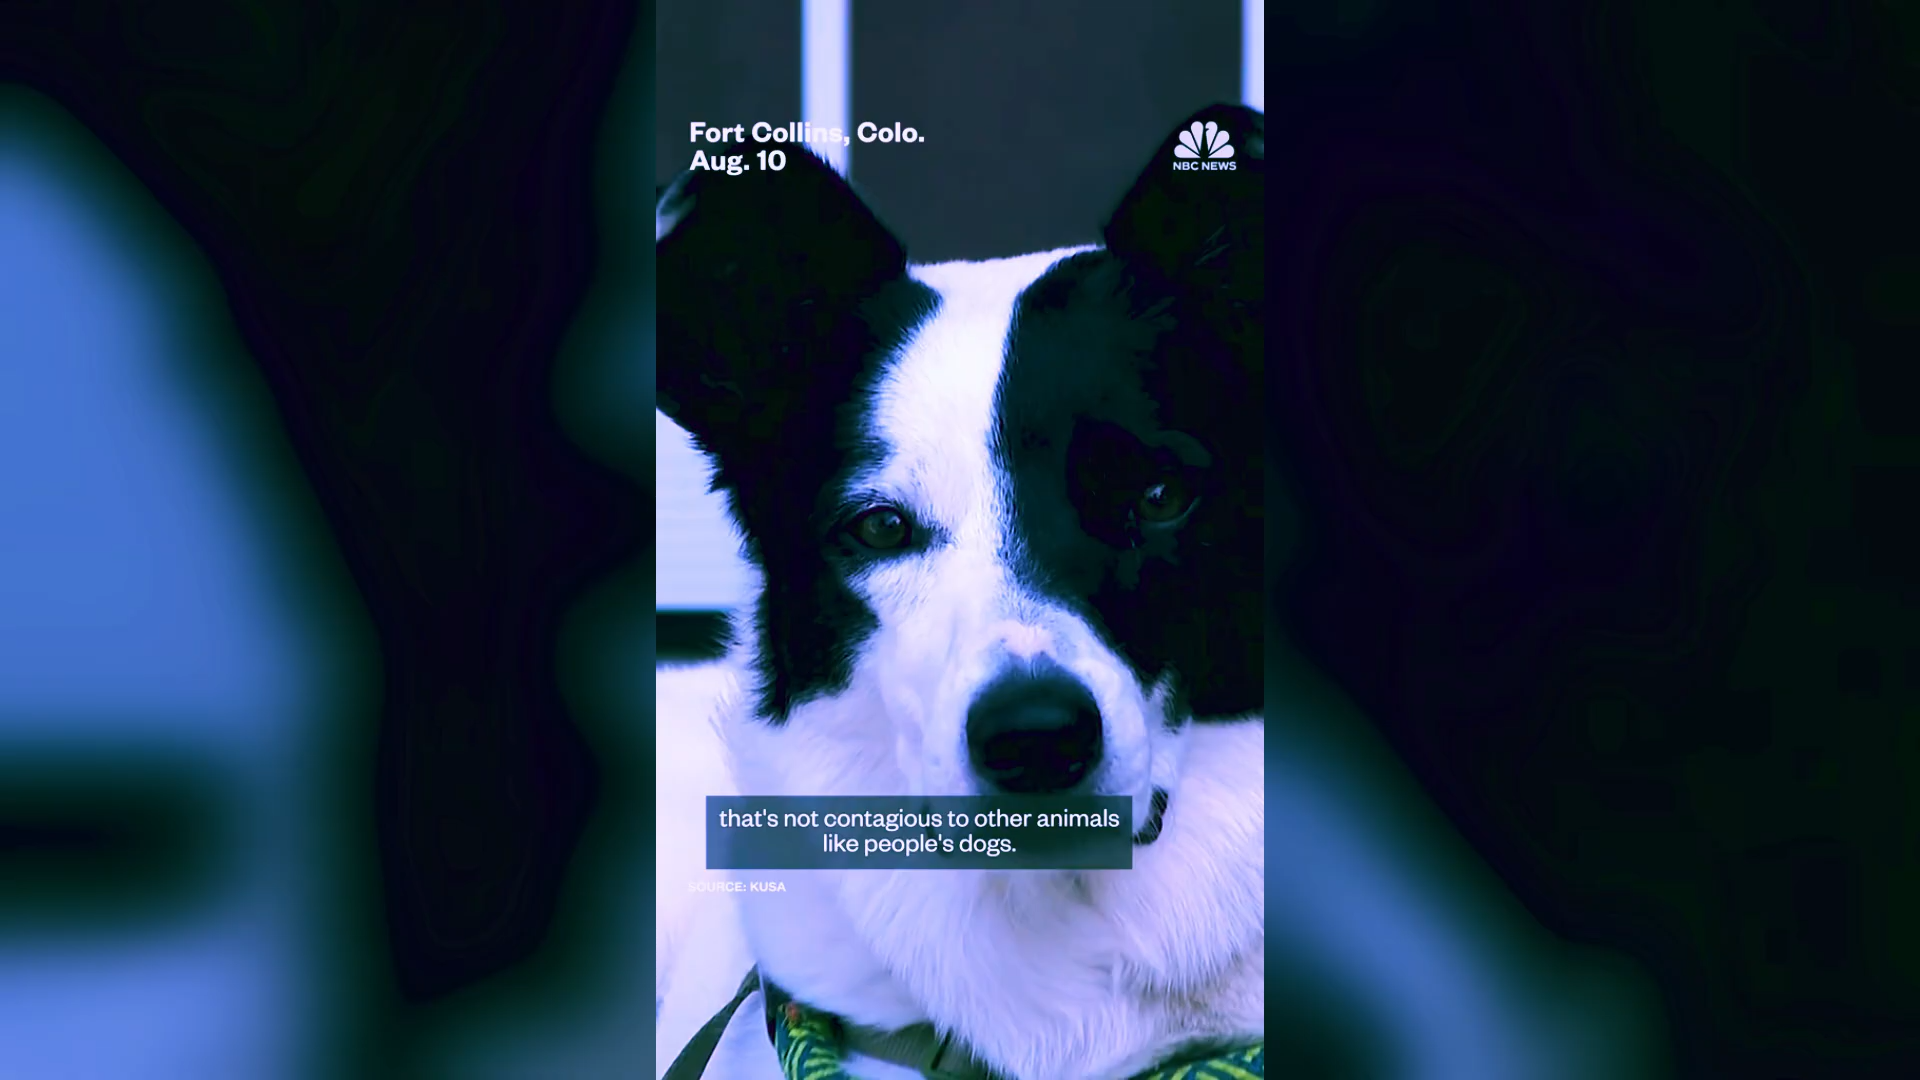 Fort Collins, Colo.
Aug. 10
NBC NEWS
that's not contagious to other animals
like people's dogs.
SOURCE: KUSA